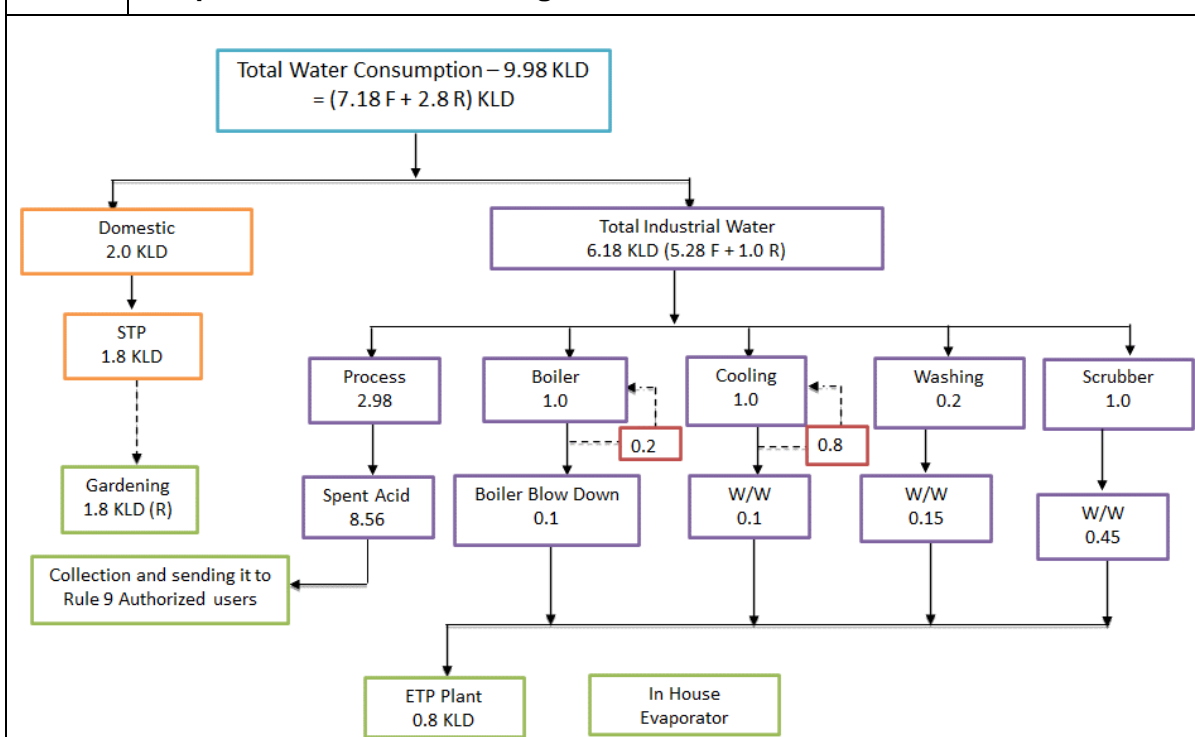 Total Water Consumption – 9.98 KLD
= (7.18 F + 2.8 R) KLD
Domestic
2.0 KLD
Total Industrial Water
6.18 KLD (5.28 F + 1.0 R)
STP
1.8 KLD
Process
2.98
Boiler
1.0
Cooling
1.0
Washing
0.2
Scrubber
1.0
0.2
0.8
Gardening
1.8 KLD (R)
Spent Acid
8.56
Boiler Blow Down
0.1
W/W
0.1
W/W
0.15
W/W
0.45
Collection and sending it to
Rule 9 Authorized users
ETP Plant
0.8 KLD
In House
Evaporator